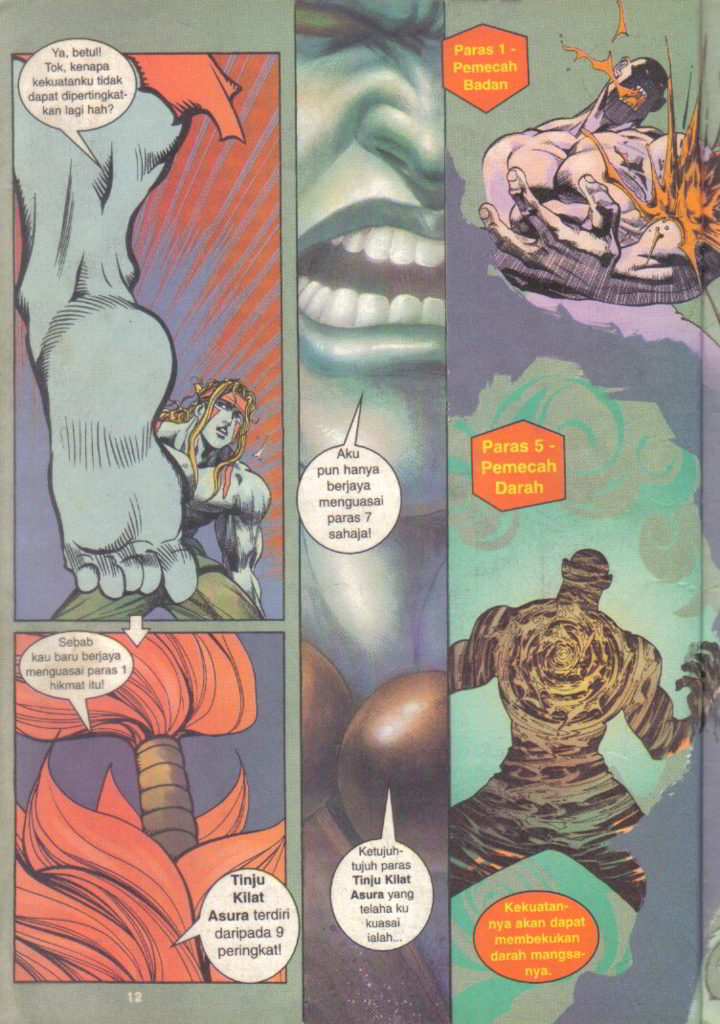 Ya, betul!
Tok, kenapa
kekuatanku tidak
dapat dipertingkat-
kan lagi hah?
Sebab
kau baru berjaya
menguasai paras 1
hikmat itu!
Tinju
Kilat
Asura terdiri
daripada 9
peringkat!
Aku
pun hanya
berjaya
menguasai
paras 7
sahaja!
Ketujuh-
tujuh paras
Tinju Kilat
Asura yang
telaha ku
kuasai
ialah...
Paras 1 -
Pemecah
Badan
Paras 5 -
Pemecah
Darah
Kekuatan-
nya akan dapat
membekukan
darah mangsa-
nya.
12